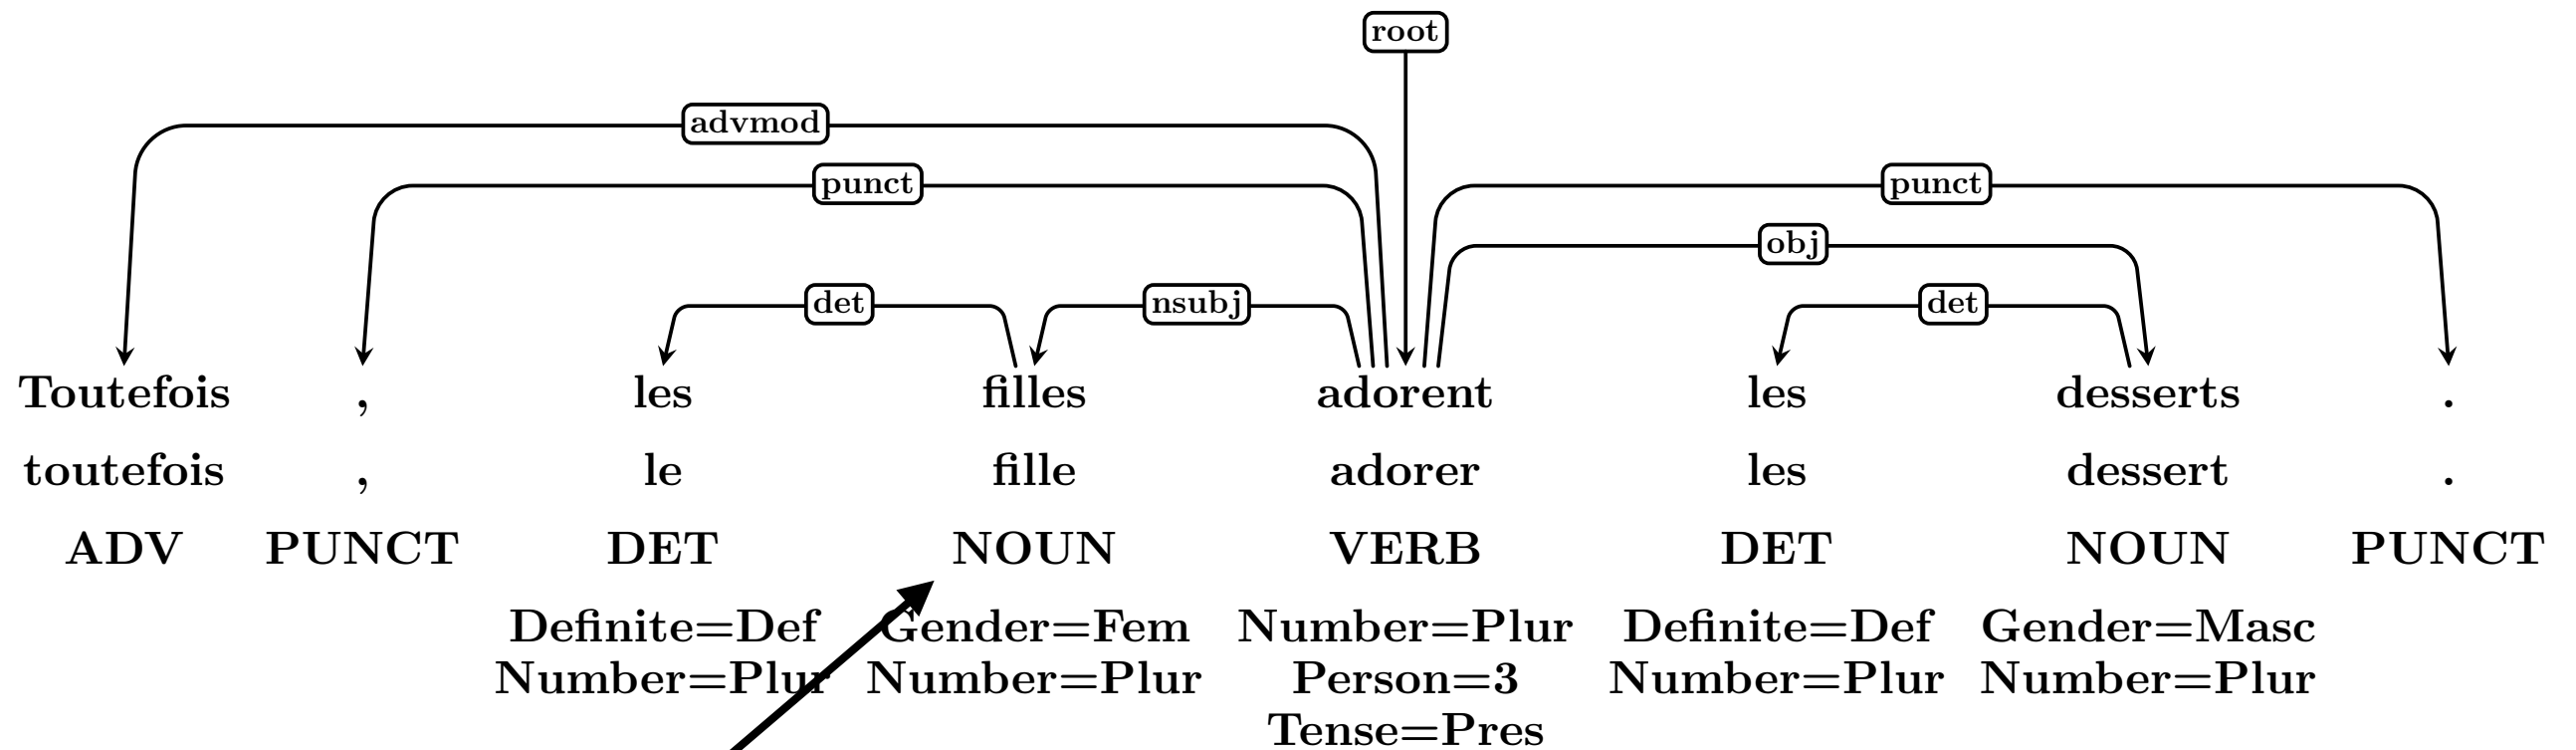 root
advmod
punct punct
obj
det nsubj det
Toutefois , les filles adorent les desserts .
toutefois , le fille adorer les dessert .
ADV PUNCT DET NOUN VERB DET NOUN PUNCT
Definite=Def Gender=Fem Number=Plur Definite=Def Gender=Masc
Number=Plur Number=Plur Person=3 Number=Plur Number=Plur
Tense=Pres